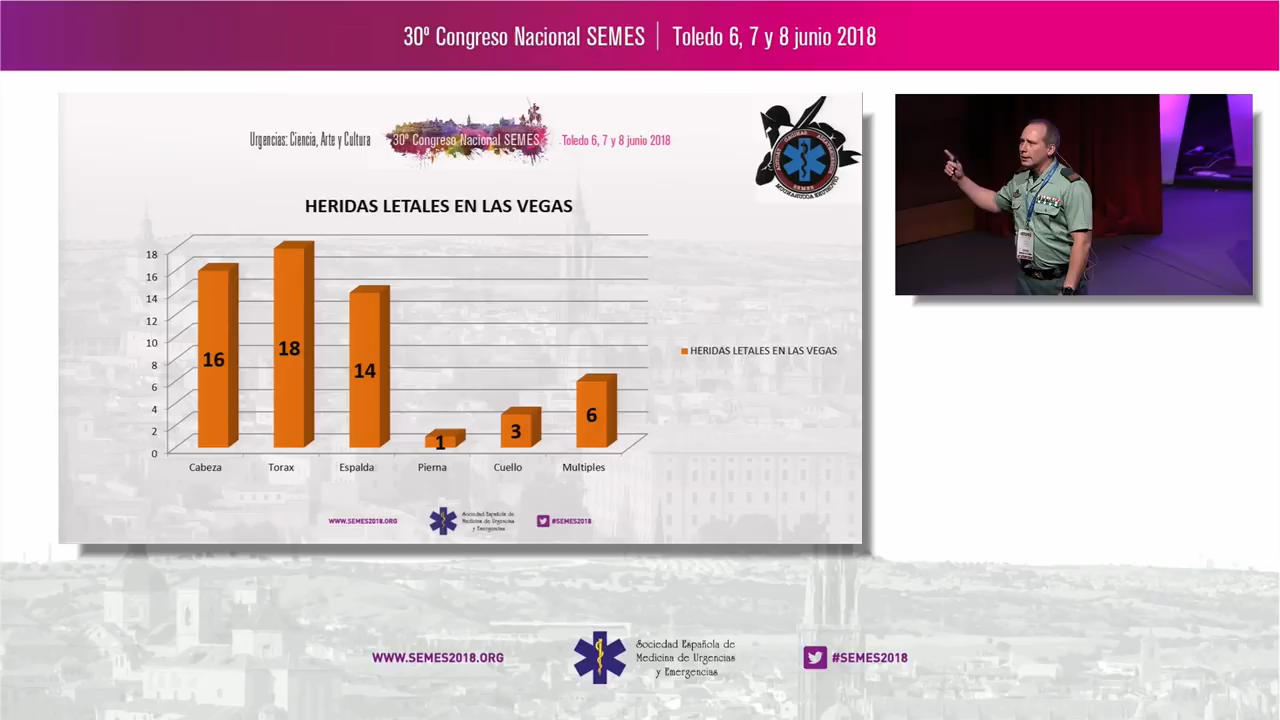 30º Congreso Nacional SEMES | Toledo 6, 7 y 8 junio 2018
Urgencias: Ciencia, Arte y Cultura
30º Congreso Nacional SEMES
Toledo 6, 7 y 8 junio 2018
SEMES
HERIDAS LETALES EN LAS VEGAS
18
16
14
12
10
8
6
4
2
0
16
18
14
1
3
6
Cabeza Torax Espalda Pierna Cuello Multiples
HERIDAS LETALES EN LAS VEGAS
WWW.SEMES2018.ORG
Sociedad Española de
Medicina de Urgencias
y Emergencias
#SEMES2018
WWW.SEMES2018.ORG
Sociedad Española de
Medicina de Urgencias
y Emergencias
#SEMES2018